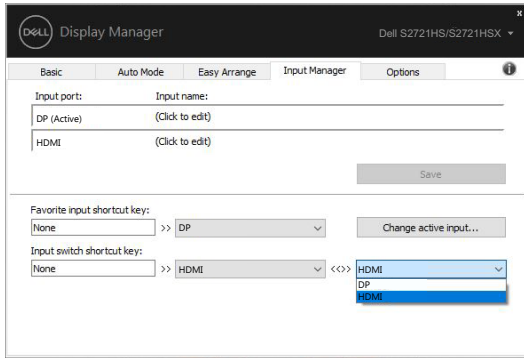 x
DELL Display Manager Dell S2721HS/S2721HSX
Basic Auto Mode Easy Arrange Input Manager Options i
Input port: Input name:
DP (Active) (Click to edit)
HDMI (Click to edit)
Save
Favorite input shortcut key:
None >> DP Change active input...
Input switch shortcut key:
None >> HDMI <<>> HDMI
DP
HDMI